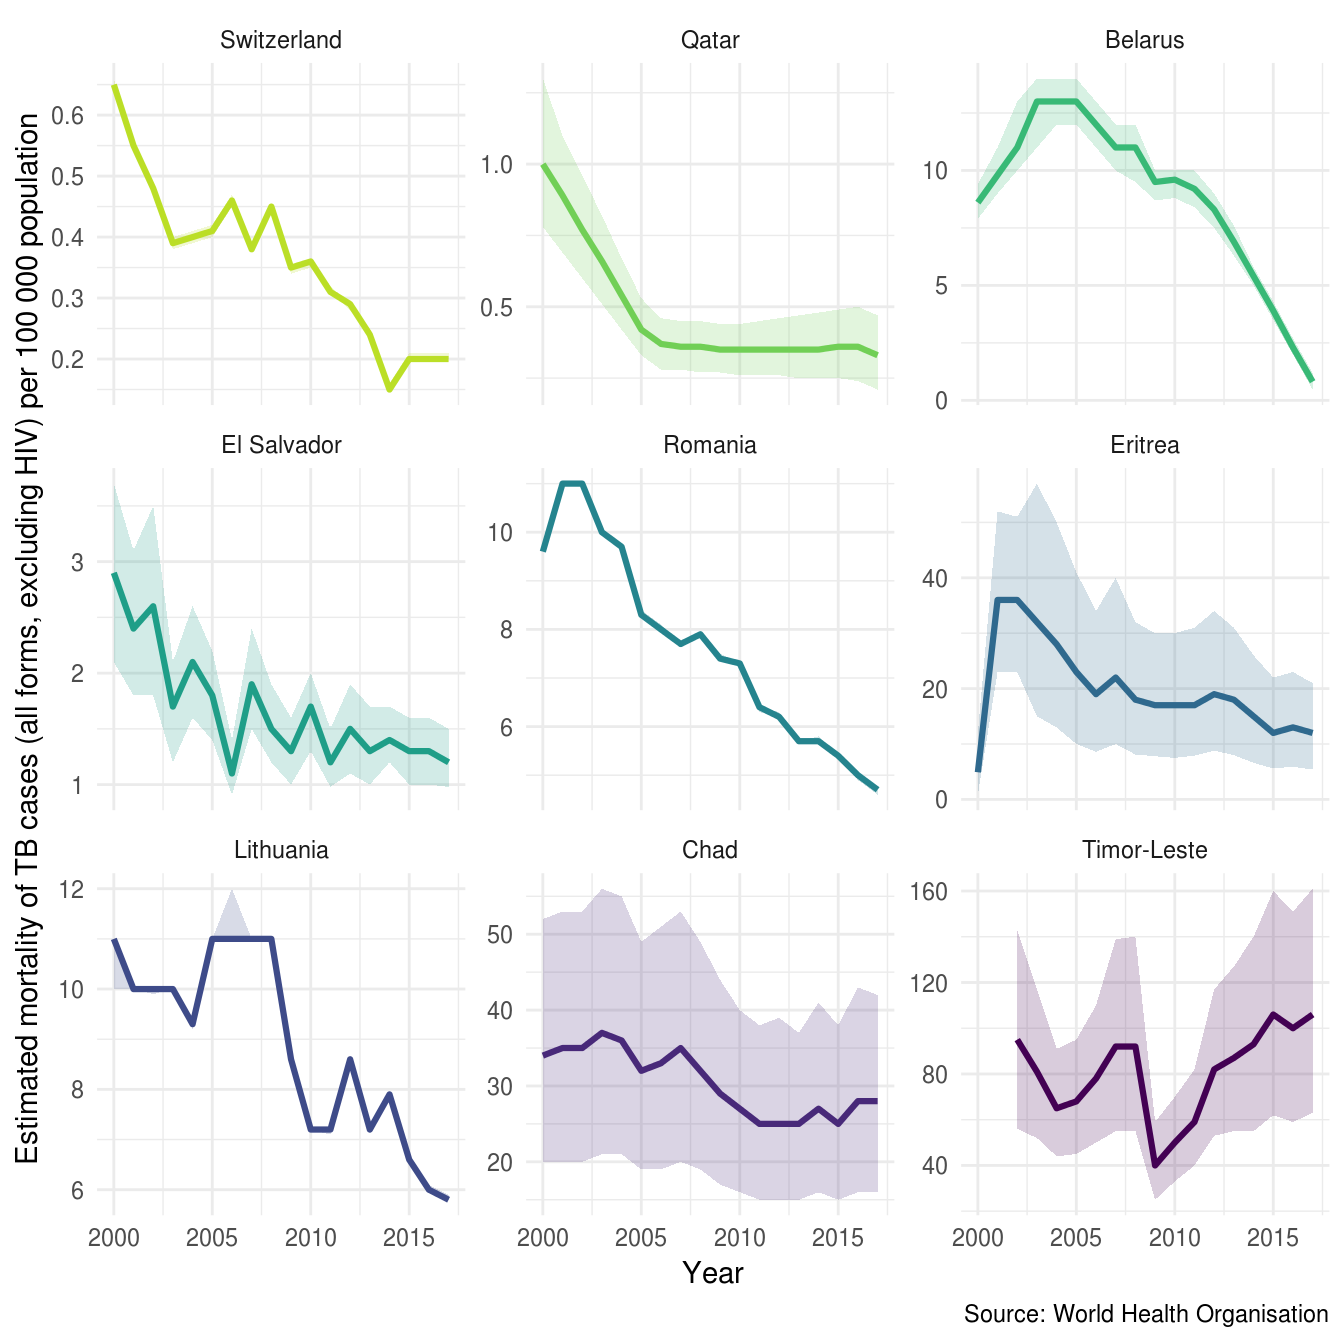 Switzerland
Qatar
Belarus
0.6
0.5
0.4
0.3
0.2
1.0
0.5
10
5
0
El Salvador
Romania
Eritrea
3
2
1
10
8
6
40
20
0
Lithuania
Chad
Timor-Leste
12
10
8
6
50
40
30
20
160
120
80
40
2000 2005 2010 2015
2000 2005 2010 2015
2000 2005 2010 2015
Estimated mortality of TB cases (all forms, excluding HIV) per 100 000 population
Year
Source: World Health Organisation